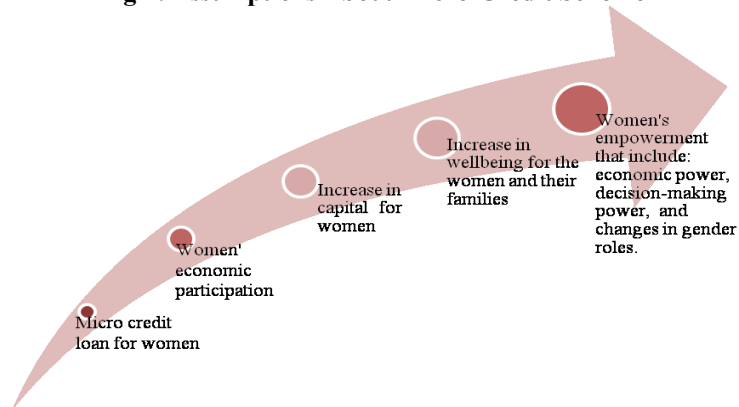 Micro credit
loan for women
Women'
economic
participation
Increase in
capital for
women
Increase in
wellbeing for the
women and their
families
Women's
empowerment
that include:
economic power,
decision-making
power, and
changes in gender
roles.